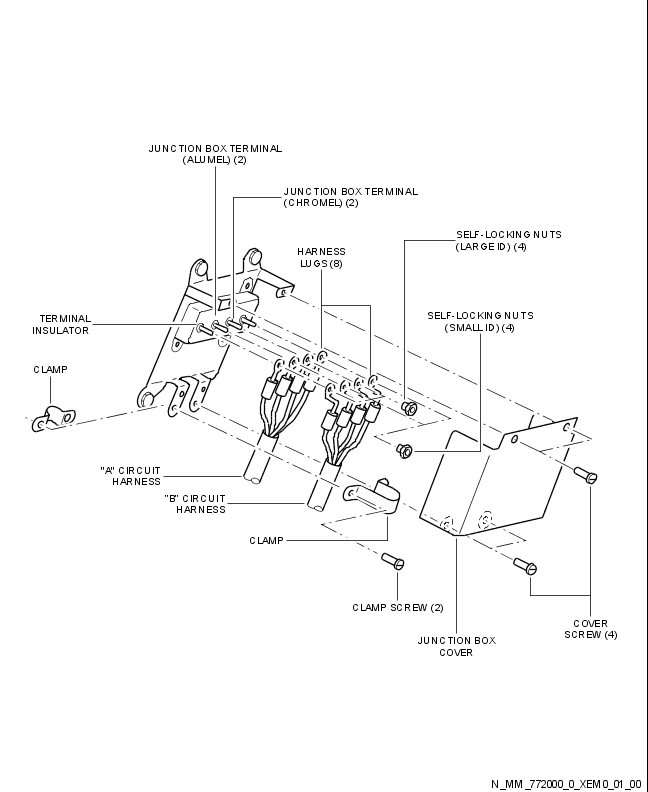 JUNCTION BOX TERMINAL
(ALUMEL) (2)
JUNCTION BOX TERMINAL
(CHROMEL) (2)
SELF-LOCKING NUTS
(LARGE ID) (4)
HARNESS
LUGS (8)
SELF-LOCKING NUTS
(SMALL ID) (4)
TERMINAL
INSULATOR
CLAMP
"A" CIRCUIT
HARNESS
"B" CIRCUIT
HARNESS
CLAMP
CLAMP SCREW (2)
COVER
SCREW (4)
JUNCTION BOX
COVER
N_MM_772000_0_XEM0_01_00